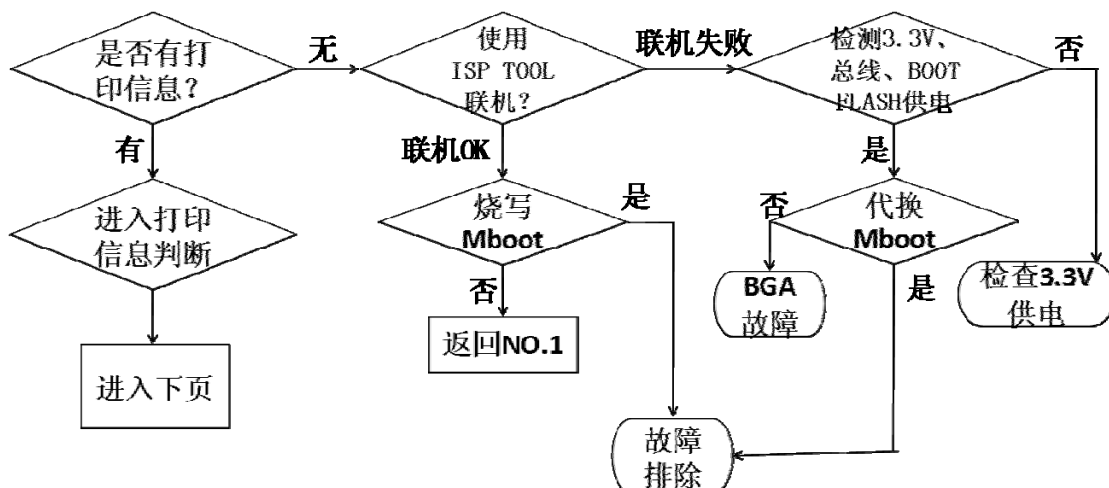 是否有打
印信息？
无
使用
ISP TOOL
联机？
联机失败
检测3.3V、
总线、BOOT
FLASH供电
否
有
联机OK
是
进入打印
信息判断
烧写
Mboot
是
否
代换
Mboot
否
返回NO.1
BGA
故障
是
检查3.3V
供电
进入下页
故障
排除